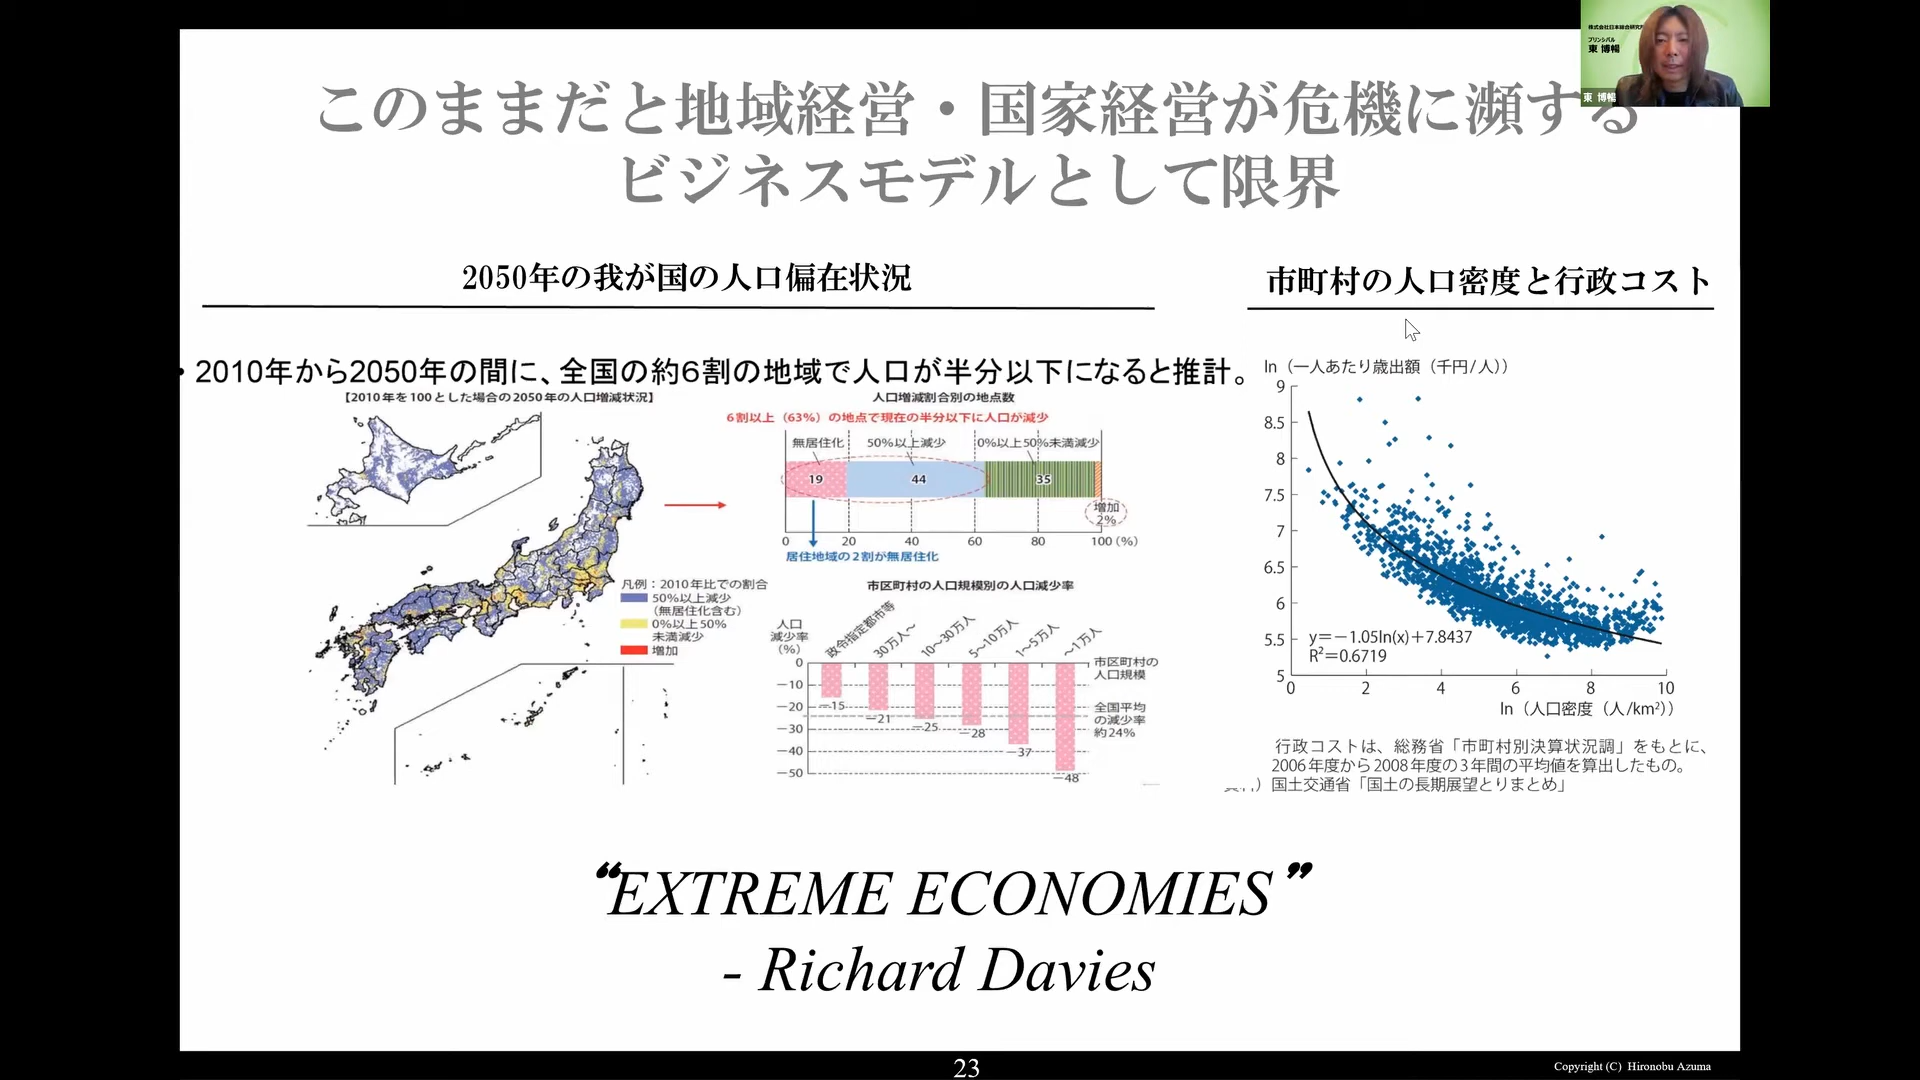 株式会社日本総合研究所
プリンシパル
東 博暢
東 博暢
このままだと地域経営・国家経営が危機に瀕する
ビジネスモデルとして限界
2050年の我が国の人口偏在状況
・2010年から2050年の間に、全国の約6割の地域で人口が半分以下になると推計。
【2010年を100とした場合の2050年の人口増減状況】
凡例：2010年比での割合
50%以上減少
（無居住化含む）
0%以上50%
未満減少
増加
人口増減割合別の地点数
6割以上（63%）の地点で現在の半分以下に人口が減少
無居住化 50%以上減少 0%以上50%未満減少
19 44 35
増加
2%
0 20 40 60 80 100 (%)
居住地域の2割が無居住化
市区町村の人口規模別の人口減少率
人口
減少率
(%)
政令指定都市等 30万人〜 10〜30万人 5〜10万人 1〜5万人 〜1万人
0
−10
−20
−30
−40
−50
−15
−21
−25
−28
−37
−48
市区町村の
人口規模
全国平均
の減少率
約24%
市町村の人口密度と行政コスト
ln（一人あたり歳出額（千円/人））
9
8.5
8
7.5
7
6.5
6
5.5
5
y＝−1.05ln(x)＋7.8437
R²＝0.6719
0 2 4 6 8 10
ln（人口密度（人/km²））
行政コストは、総務省「市町村別決算状況調」をもとに、
2006年度から2008年度の3年間の平均値を算出したもの。
）国土交通省「国土の長期展望とりまとめ」
“EXTREME ECONOMIES”
- Richard Davies
23
Copyright (C) Hironobu Azuma